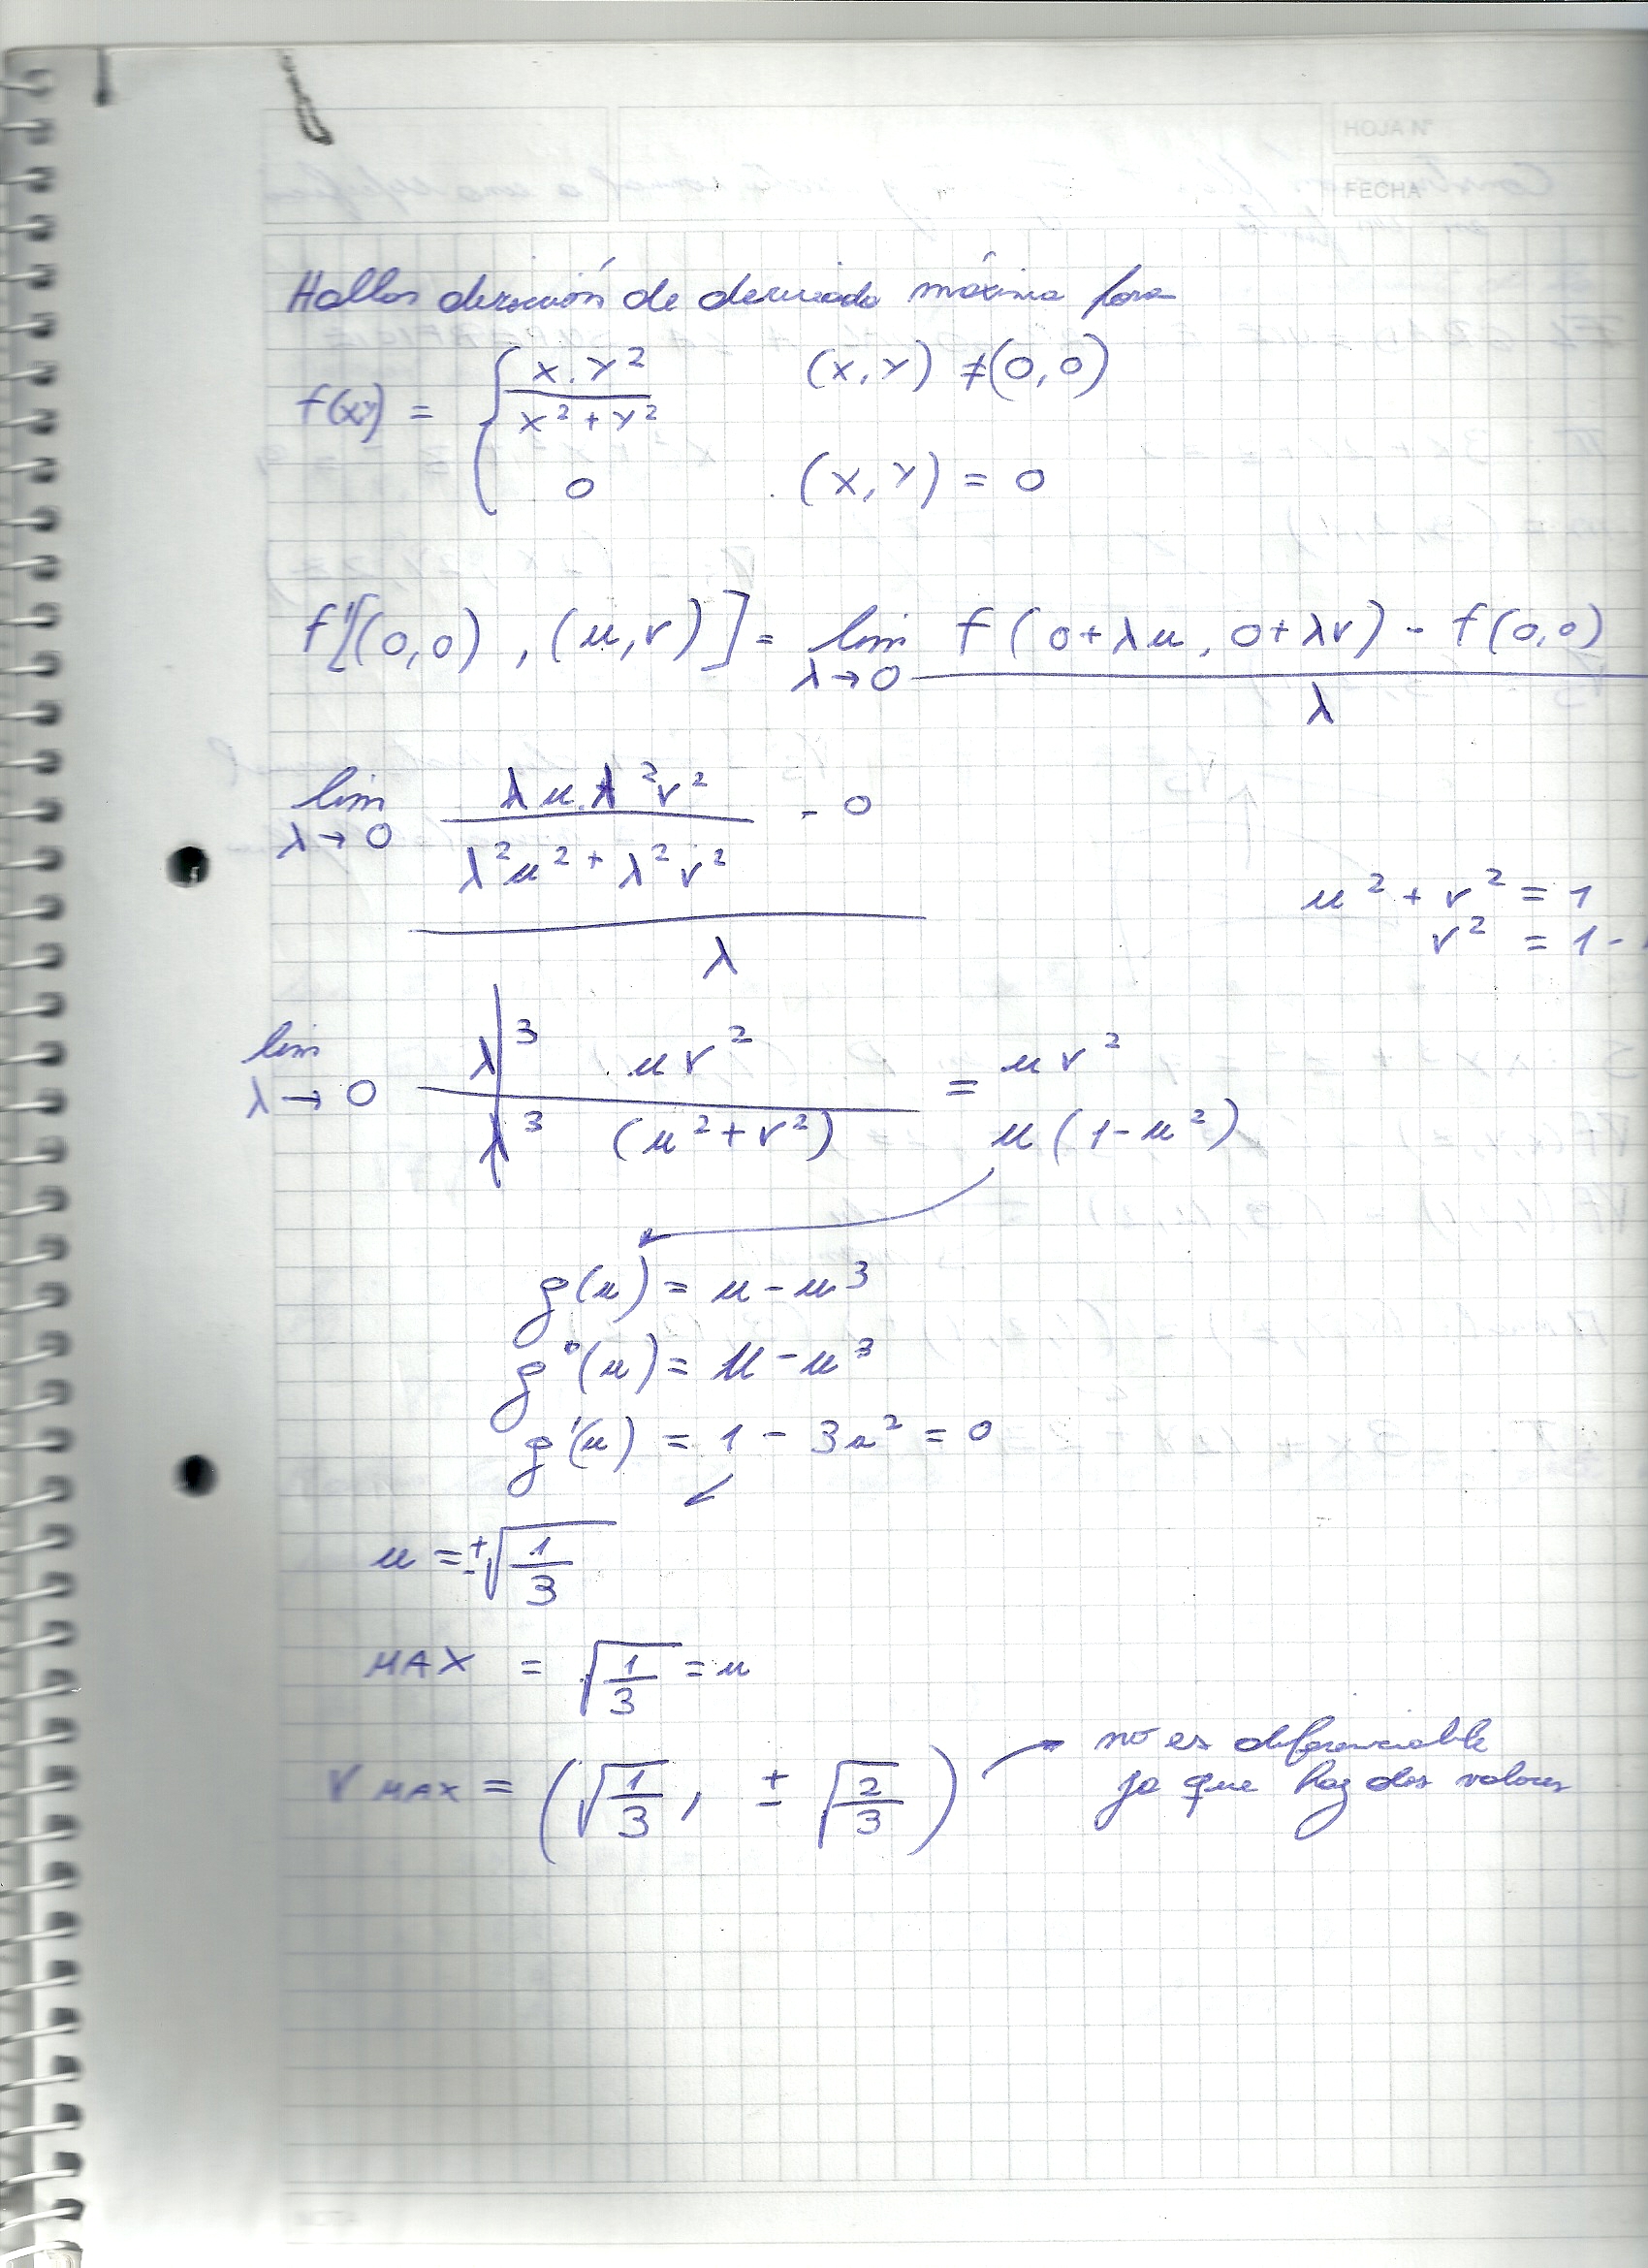 HOJA Nº
FECHA
Hallar dirección de derivada máxima para
f(xy) = { x.y² / x² + y²   (x,y) ≠ (0,0)
0   (x,y) = 0
f'[(0,0), (u,v)] = lim λ→0 f(0+λu, 0+λv) - f(0,0) / λ
lim λ→0 λu.λ²v² / λ²u² + λ²v² - 0
λ
u² + v² = 1
v² = 1 -
lim λ→0 λ³ . uv² / λ³ (u²+v²) = uv²
u(1-u²)
g(u) = u - u³
g'(u) = u - u³
g'(u) = 1 - 3u² = 0
u = ± √1/3
MAX = √1/3 = u
V MAX = (√1/3, ± √2/3) → no es diferenciable
ya que hay dos valores